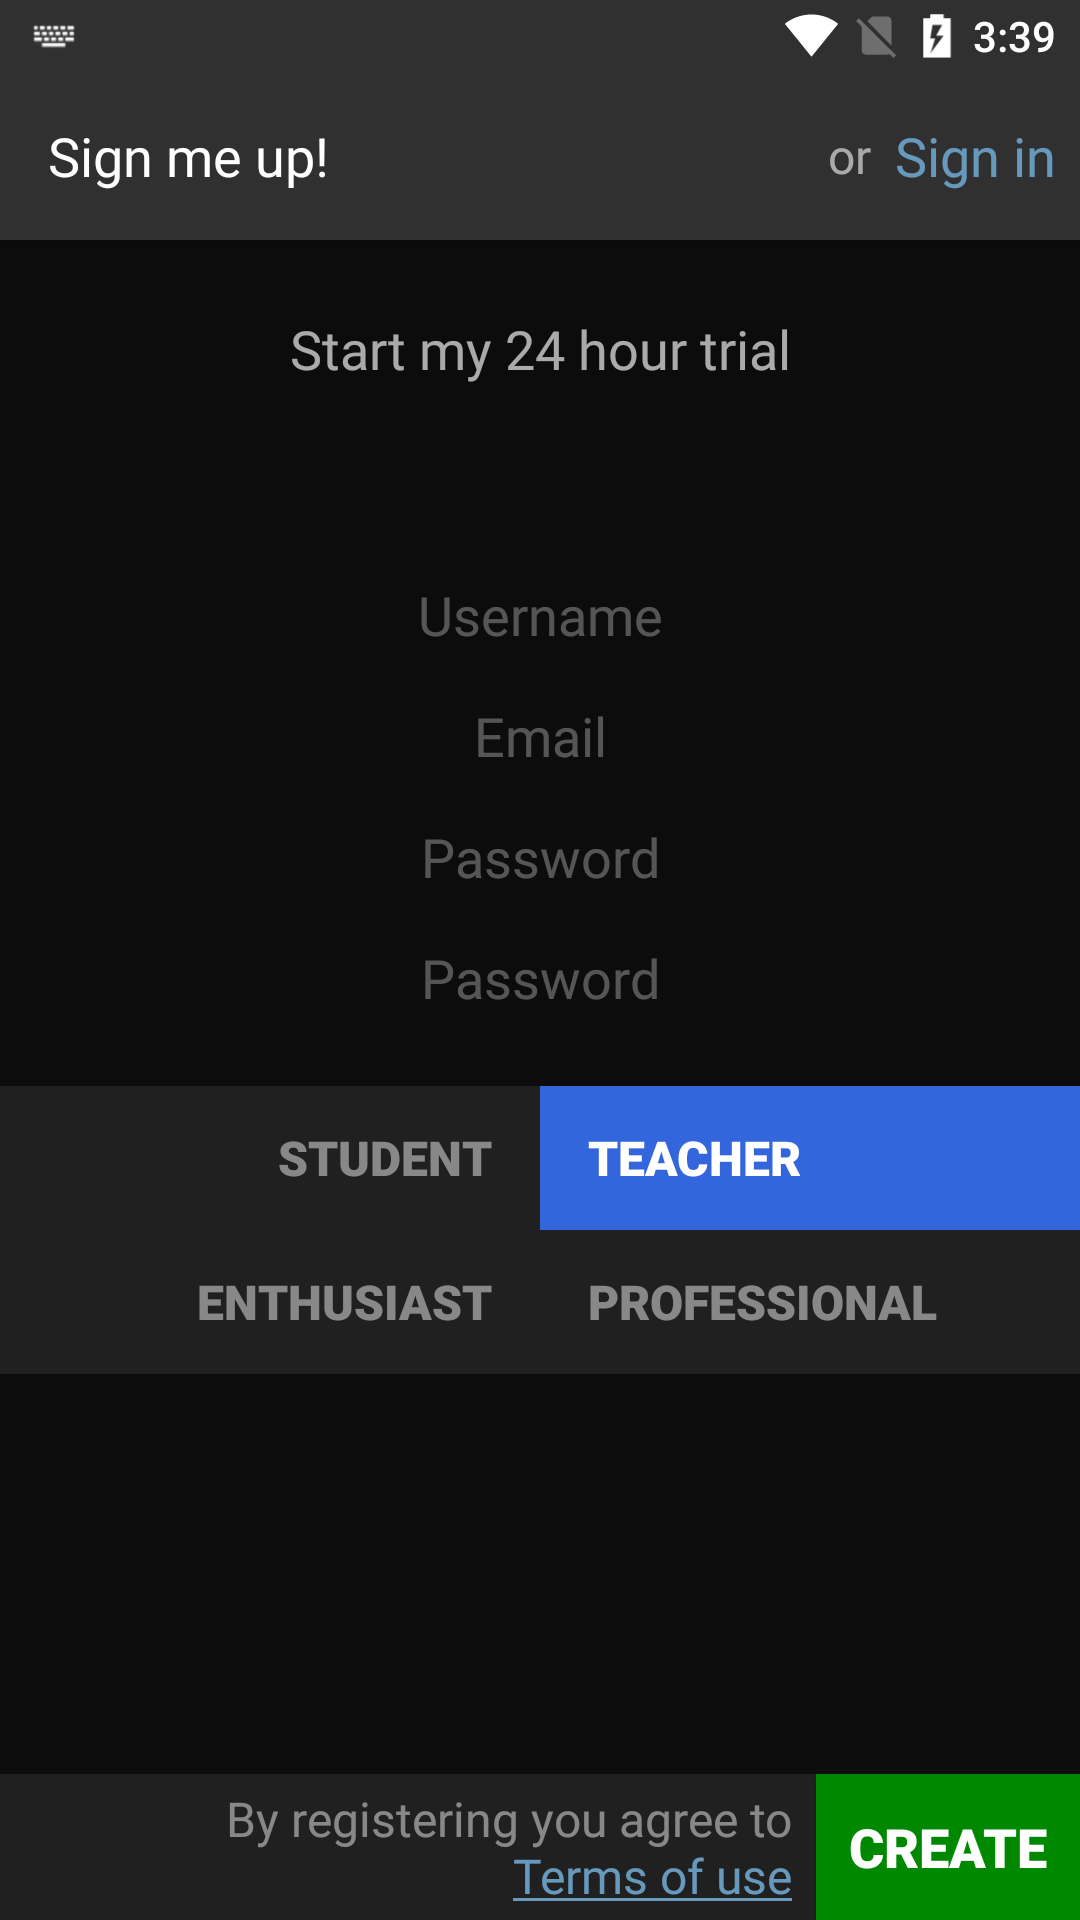 3:39
Sign me up! or Sign in
Start my 24 hour trial
Username
Email
Password
Password
STUDENT TEACHER
ENTHUSIAST PROFESSIONAL
By registering you agree to
Terms of use
CREATE